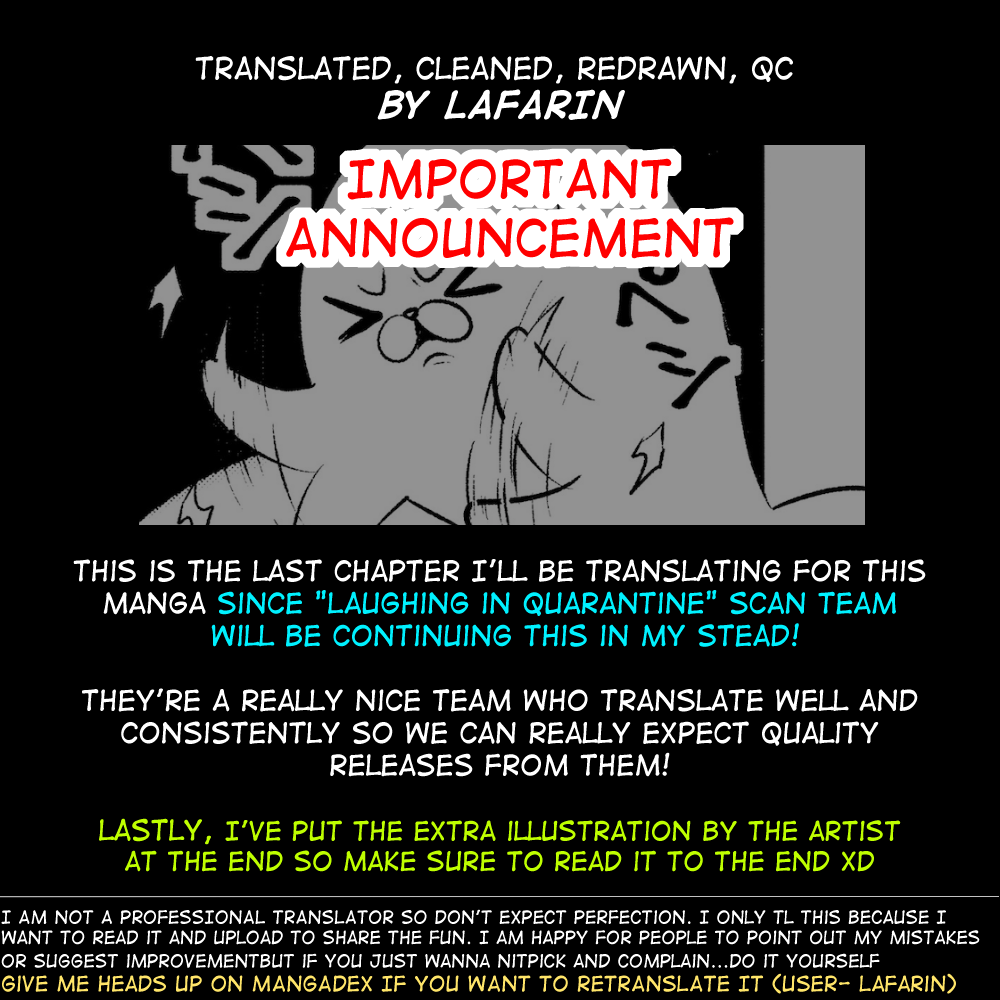 TRANSLATED, CLEANED, REDRAWN, QC
BY LAFARIN
IMPORTANT
ANNOUNCEMENT
THIS IS THE LAST CHAPTER I'LL BE TRANSLATING FOR THIS
MANGA SINCE "LAUGHING IN QUARANTINE" SCAN TEAM
WILL BE CONTINUING THIS IN MY STEAD!
THEY'RE A REALLY NICE TEAM WHO TRANSLATE WELL AND
CONSISTENTLY SO WE CAN REALLY EXPECT QUALITY
RELEASES FROM THEM!
LASTLY, I'VE PUT THE EXTRA ILLUSTRATION BY THE ARTIST
AT THE END SO MAKE SURE TO READ IT TO THE END XD
I AM NOT A PROFESSIONAL TRANSLATOR SO DON'T EXPECT PERFECTION. I ONLY TL THIS BECAUSE I
WANT TO READ IT AND UPLOAD TO SHARE THE FUN. I AM HAPPY FOR PEOPLE TO POINT OUT MY MISTAKES
OR SUGGEST IMPROVEMENTBUT IF YOU JUST WANNA NITPICK AND COMPLAIN...DO IT YOURSELF
GIVE ME HEADS UP ON MANGADEX IF YOU WANT TO RETRANSLATE IT (USER- LAFARIN)